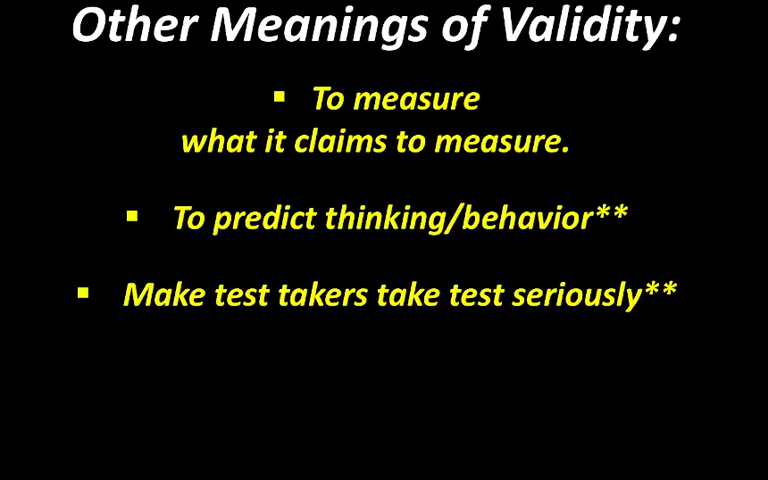 Other Meanings of Validity:
▪ To measure
what it claims to measure.
▪ To predict thinking/behavior**
▪ Make test takers take test seriously**